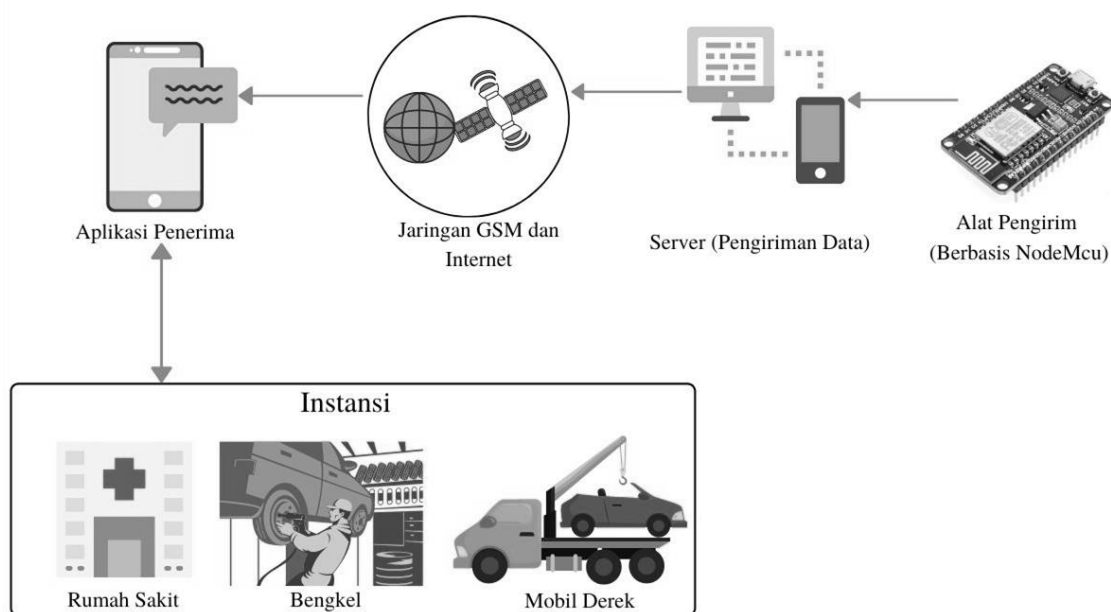 Aplikasi Penerima
Jaringan GSM dan
Internet
Server (Pengiriman Data)
Alat Pengirim
(Berbasis NodeMcu)
Instansi
Rumah Sakit
Bengkel
Mobil Derek